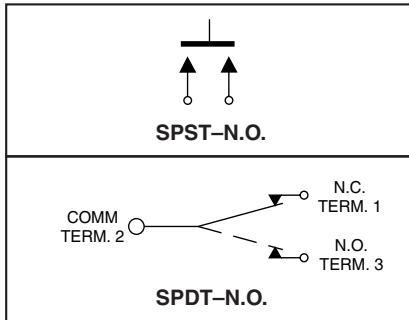 SPST–N.O.
N.C.
TERM. 1
COMM
TERM. 2
N.O.
TERM. 3
SPDT–N.O.